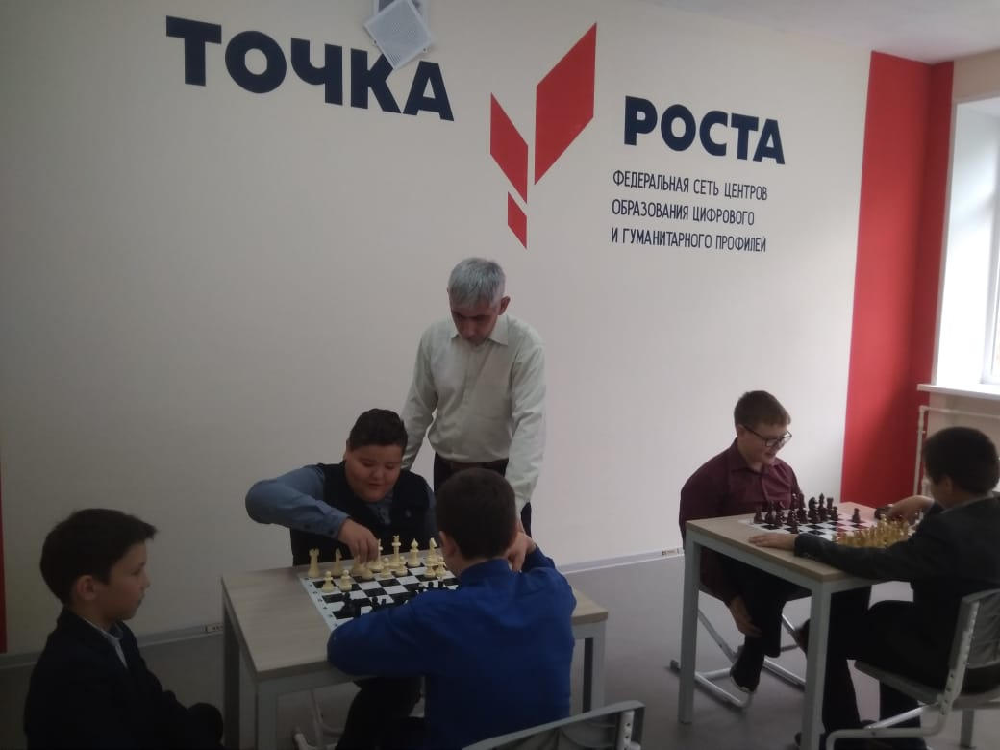 ТОЧКА РОСТА
ФЕДЕРАЛЬНАЯ СЕТЬ ЦЕНТРОВ
ОБРАЗОВАНИЯ ЦИФРОВОГО
И ГУМАНИТАРНОГО ПРОФИЛЕЙ